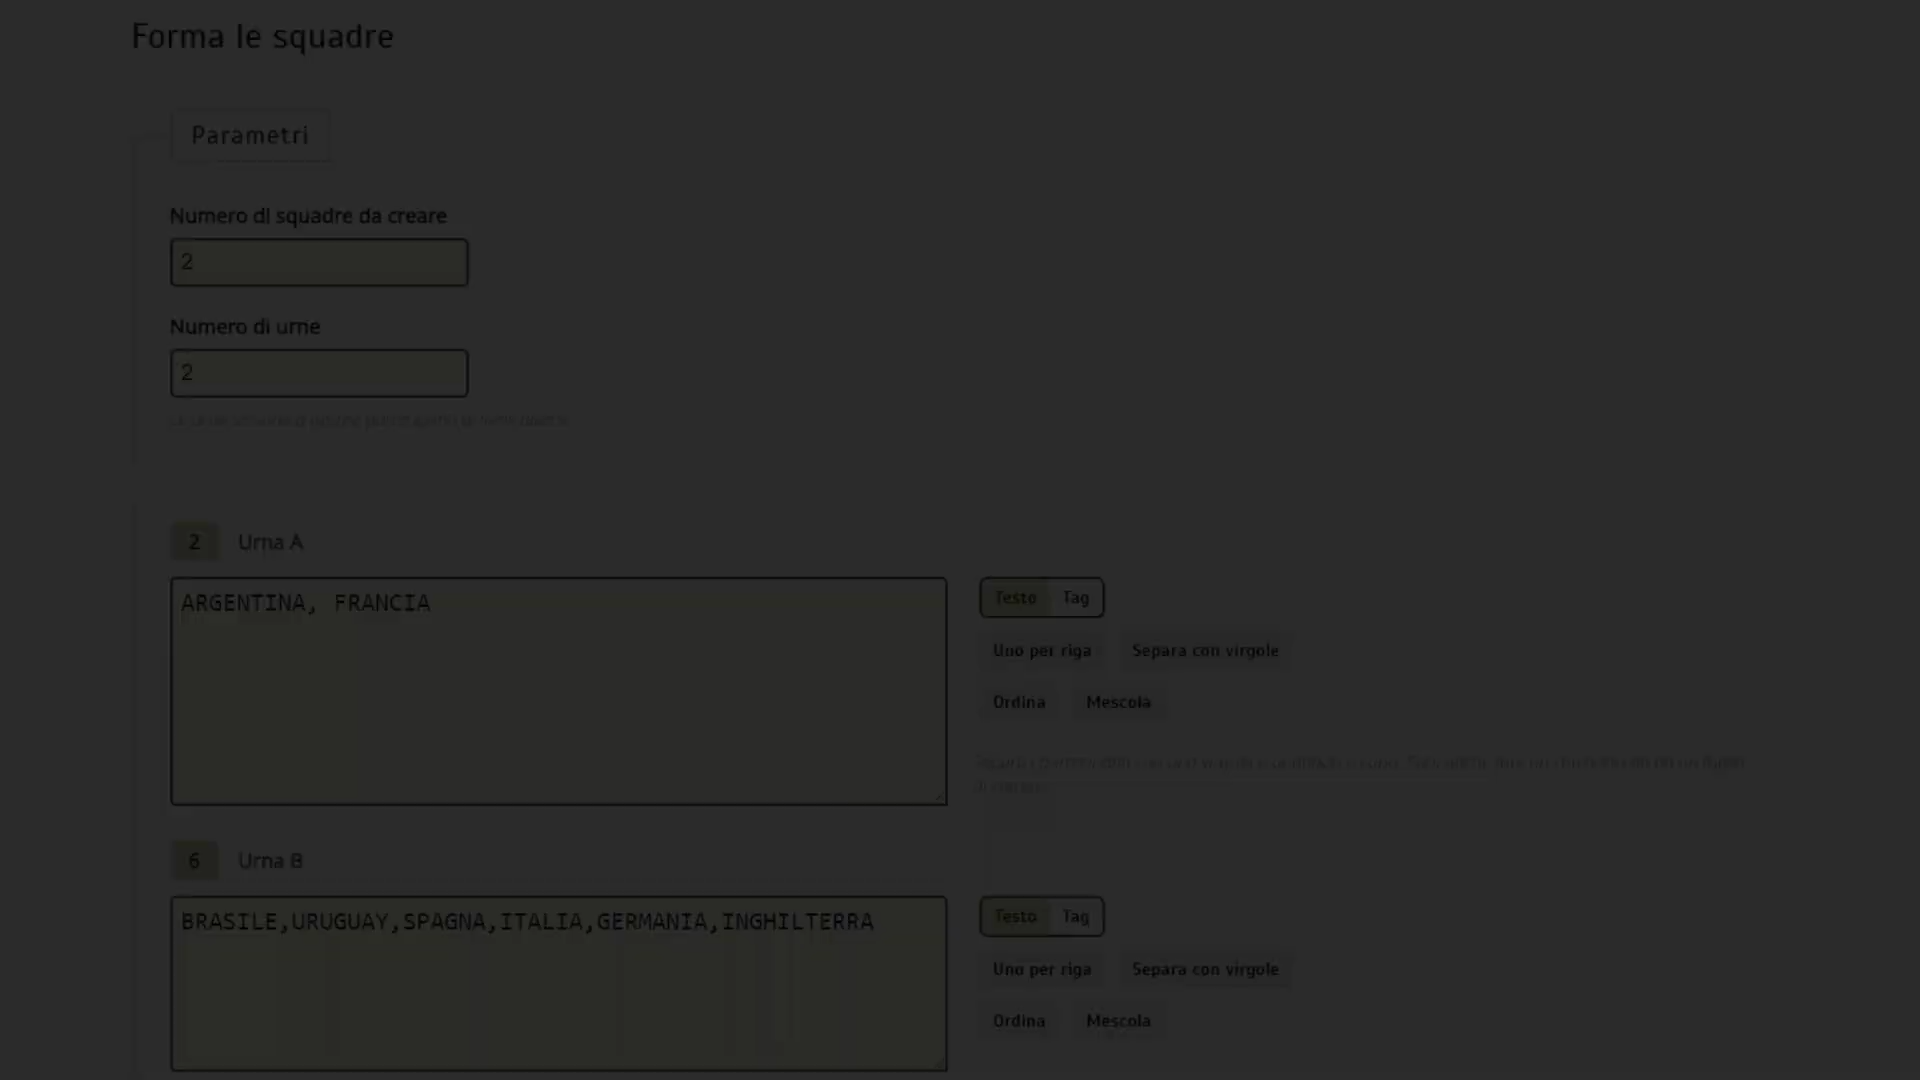 Forma le squadre
Parametri
Numero di squadre da creare
2
Numero di urne
2
2 Urna A
ARGENTINA, FRANCIA
Testo Tag
Uno per riga Separa con virgole
Ordina Mescola
6 Urna B
BRASILE,URUGUAY,SPAGNA,ITALIA,GERMANIA,INGHILTERRA
Testo Tag
Uno per riga Separa con virgole
Ordina Mescola